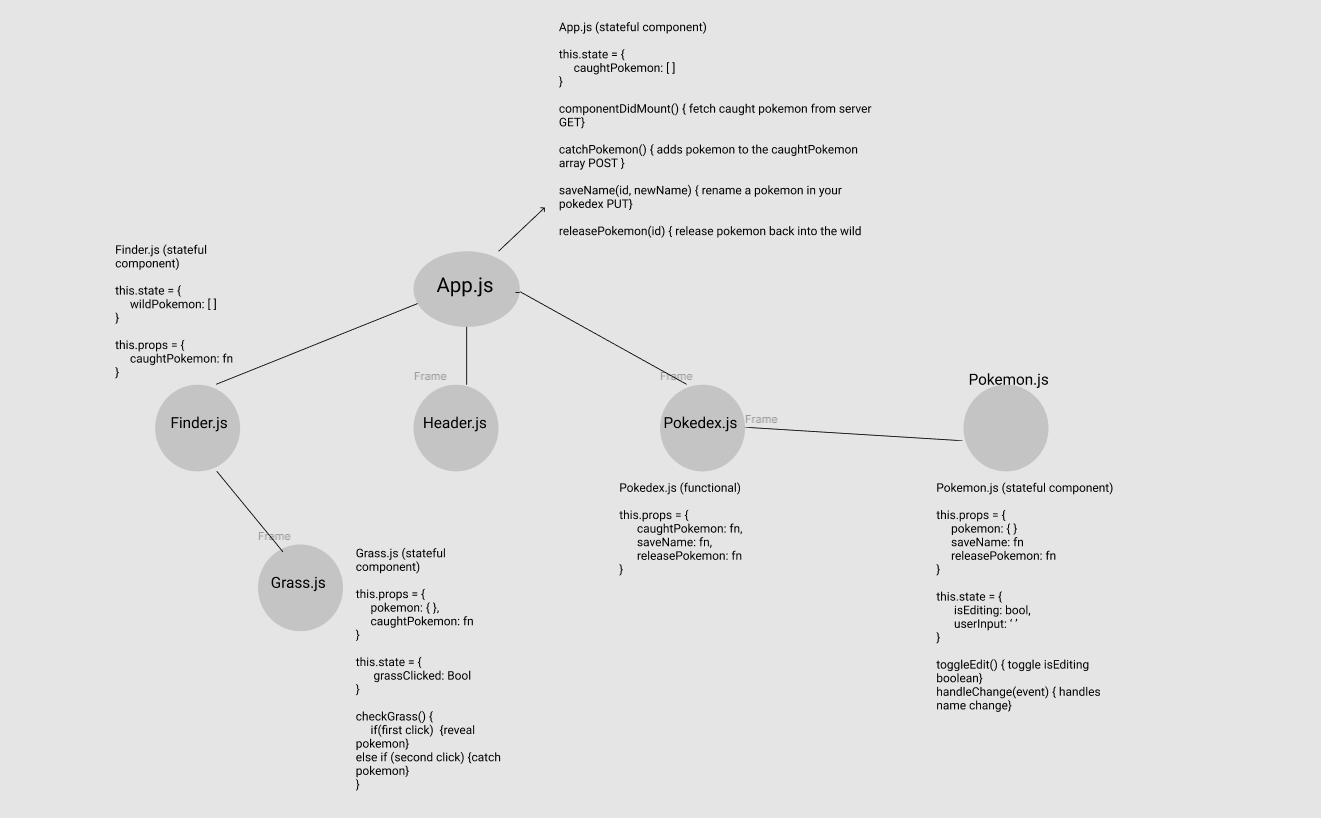 App.js (stateful component)
this.state = {
caughtPokemon: [ ]
}
componentDidMount() { fetch caught pokemon from server
GET}
catchPokemon() { adds pokemon to the caughtPokemon
array POST }
saveName(id, newName) { rename a pokemon in your
pokedex PUT}
releasePokemon(id) { release pokemon back into the wild
Finder.js (stateful
component)
this.state = {
wildPokemon: [ ]
}
this.props = {
caughtPokemon: fn
}
App.js
Frame
Frame
Pokemon.js
Finder.js
Header.js
Pokedex.js
Frame
Pokedex.js (functional)
this.props = {
caughtPokemon: fn,
saveName: fn,
releasePokemon: fn
}
Pokemon.js (stateful component)
this.props = {
pokemon: { }
saveName: fn
releasePokemon: fn
}
this.state = {
isEditing: bool,
userInput: ‘ ’
}
toggleEdit() { toggle isEditing
boolean}
handleChange(event) { handles
name change}
Frame
Grass.js
Grass.js (stateful
component)
this.props = {
pokemon: { },
caughtPokemon: fn
}
this.state = {
grassClicked: Bool
}
checkGrass() {
if(first click) {reveal
pokemon}
else if (second click) {catch
pokemon}
}